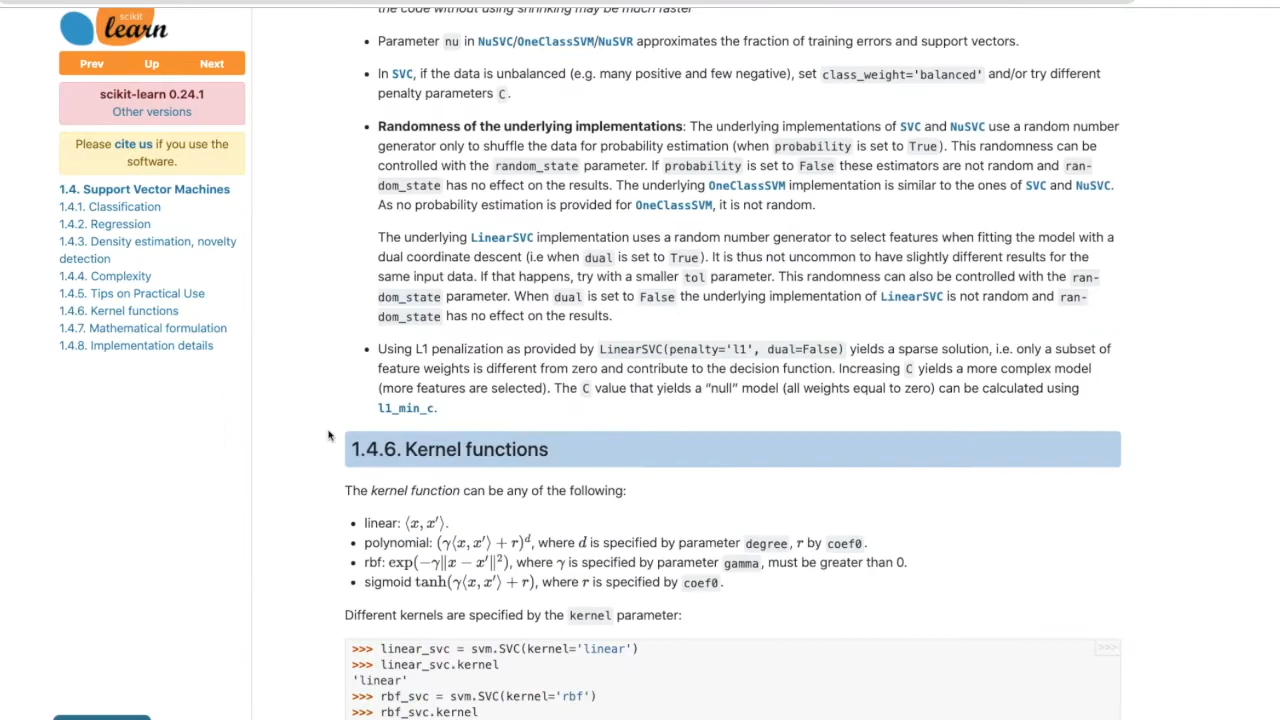 the code without using shrinking may be much faster
scikit
learn
Prev Up Next
scikit-learn 0.24.1
Other versions
Please cite us if you use the
software.
1.4. Support Vector Machines
1.4.1. Classification
1.4.2. Regression
1.4.3. Density estimation, novelty
detection
1.4.4. Complexity
1.4.5. Tips on Practical Use
1.4.6. Kernel functions
1.4.7. Mathematical formulation
1.4.8. Implementation details
• Parameter nu in NuSVC/OneClassSVM/NuSVR approximates the fraction of training errors and support vectors.
• In SVC, if the data is unbalanced (e.g. many positive and few negative), set class_weight='balanced' and/or try different
penalty parameters C.
• Randomness of the underlying implementations: The underlying implementations of SVC and NuSVC use a random number
generator only to shuffle the data for probability estimation (when probability is set to True). This randomness can be
controlled with the random_state parameter. If probability is set to False these estimators are not random and ran-
dom_state has no effect on the results. The underlying OneClassSVM implementation is similar to the ones of SVC and NuSVC.
As no probability estimation is provided for OneClassSVM, it is not random.
The underlying LinearSVC implementation uses a random number generator to select features when fitting the model with a
dual coordinate descent (i.e when dual is set to True). It is thus not uncommon to have slightly different results for the
same input data. If that happens, try with a smaller tol parameter. This randomness can also be controlled with the ran-
dom_state parameter. When dual is set to False the underlying implementation of LinearSVC is not random and ran-
dom_state has no effect on the results.
• Using L1 penalization as provided by LinearSVC(penalty='l1', dual=False) yields a sparse solution, i.e. only a subset of
feature weights is different from zero and contribute to the decision function. Increasing C yields a more complex model
(more features are selected). The C value that yields a “null” model (all weights equal to zero) can be calculated using
l1_min_c.
1.4.6. Kernel functions
The kernel function can be any of the following:
• linear: ⟨x, x′⟩.
• polynomial: (γ⟨x, x′⟩ + r)^d, where d is specified by parameter degree, r by coef0.
• rbf: exp(−γ‖x − x′‖²), where γ is specified by parameter gamma, must be greater than 0.
• sigmoid tanh(γ⟨x, x′⟩ + r), where r is specified by coef0.
Different kernels are specified by the kernel parameter:
>>>
>>> linear_svc = svm.SVC(kernel='linear')
>>> linear_svc.kernel
'linear'
>>> rbf_svc = svm.SVC(kernel='rbf')
>>> rbf_svc.kernel